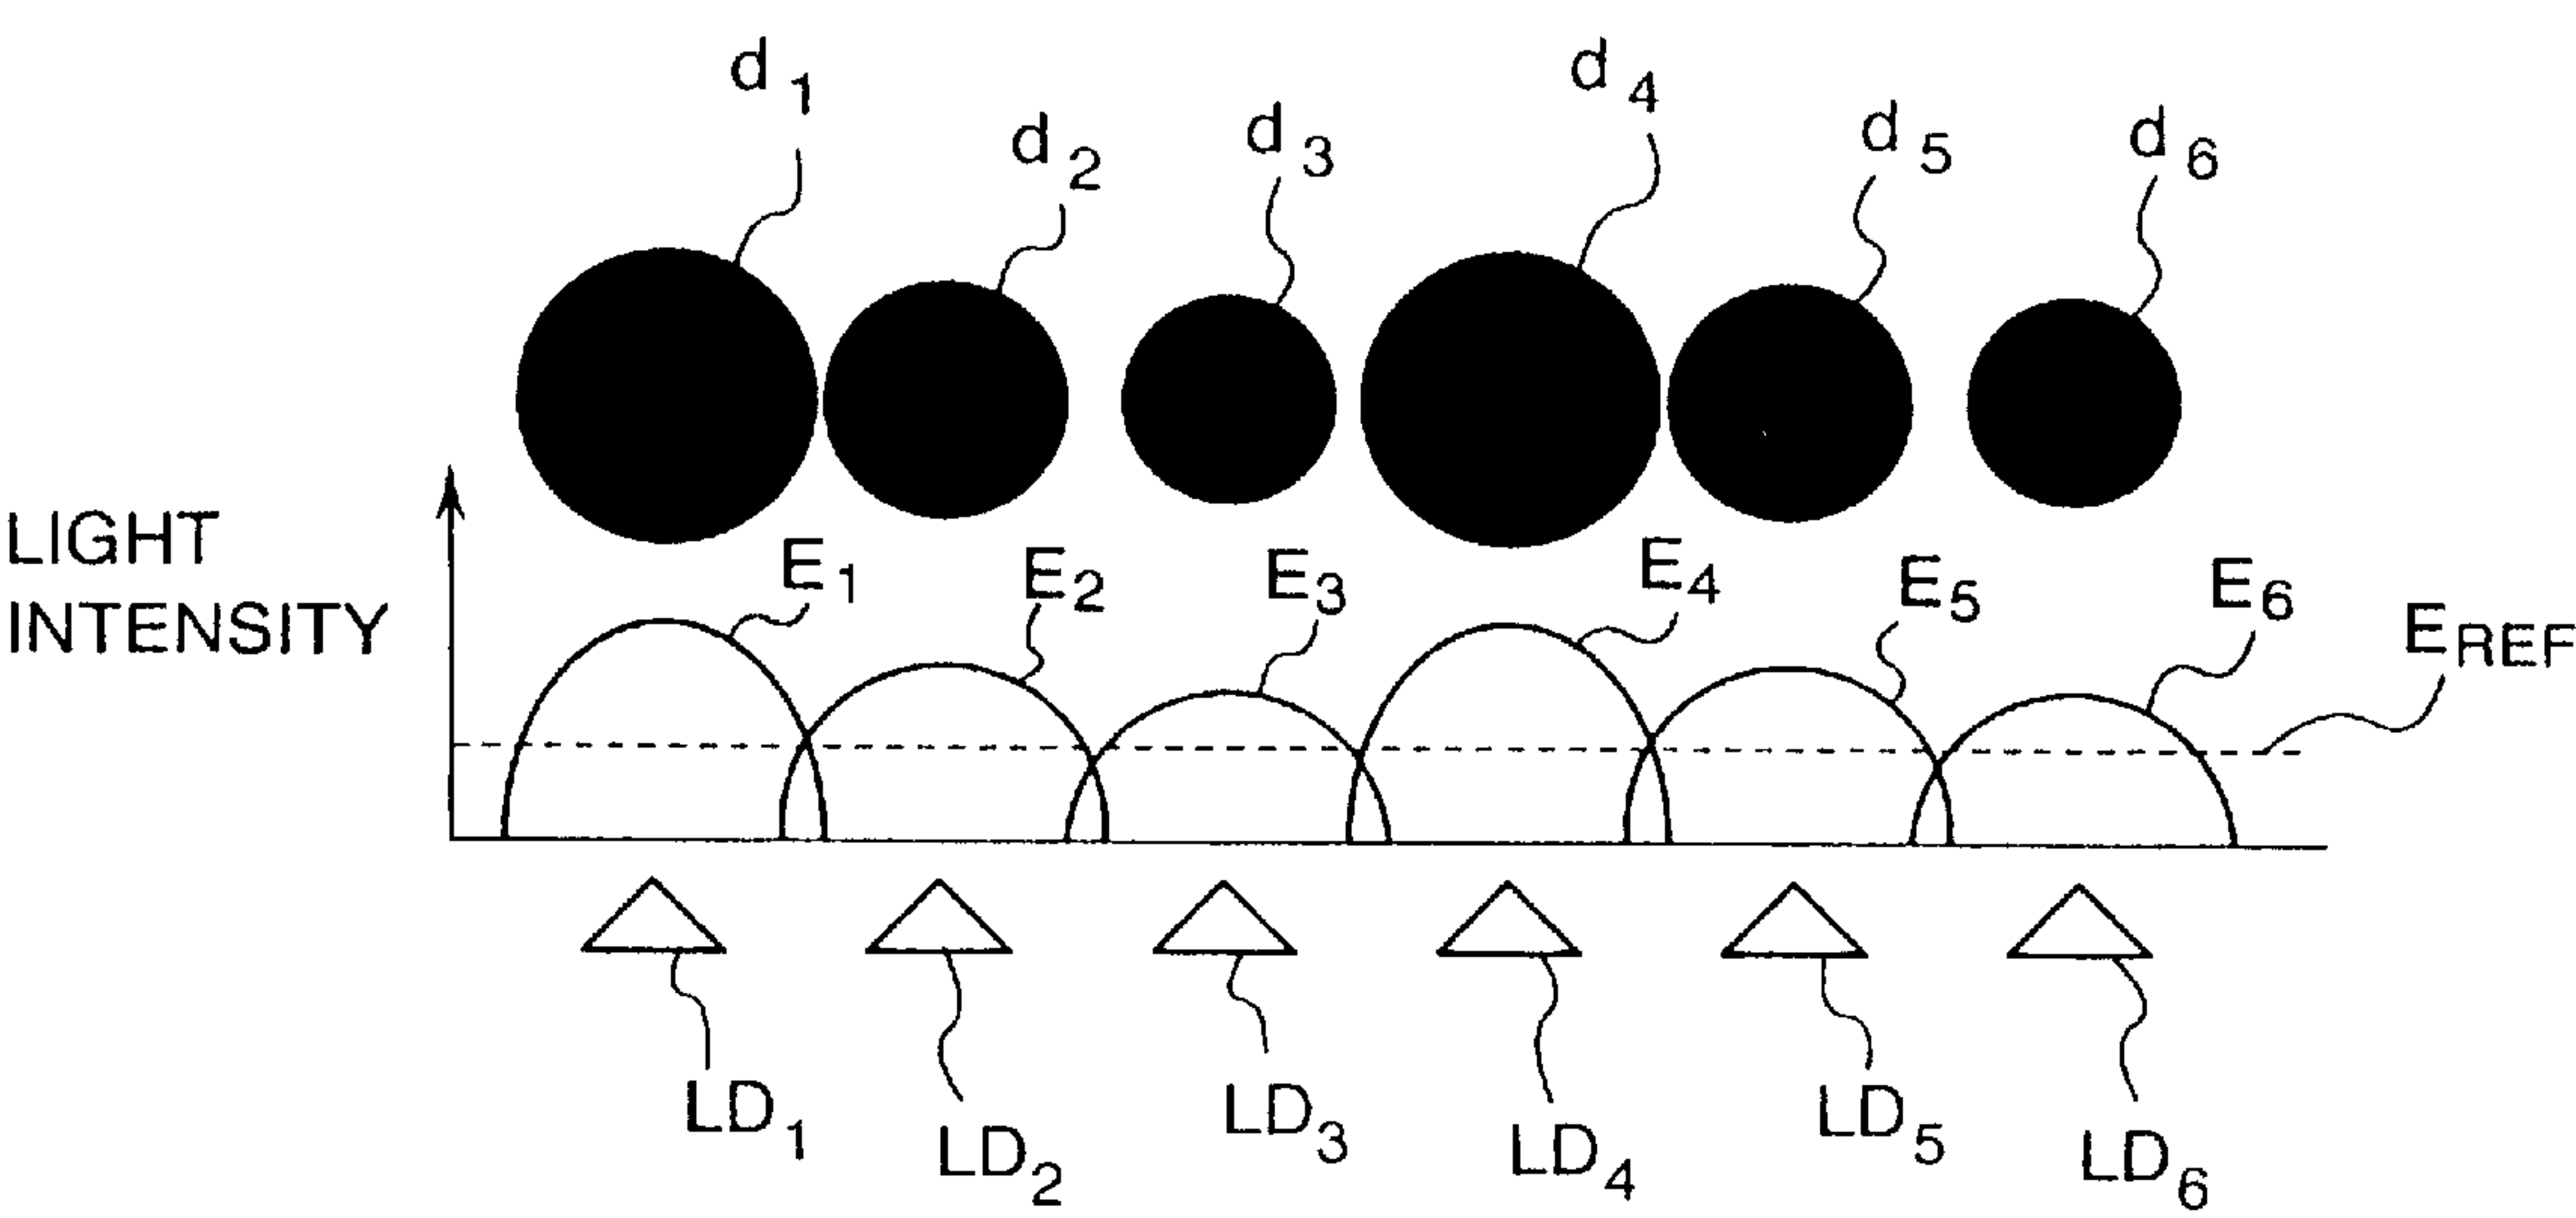 d1 d2 d3 d4 d5 d6
LIGHT
INTENSITY
E1 E2 E3 E4 E5 E6 EREF
LD1 LD2 LD3 LD4 LD5 LD6